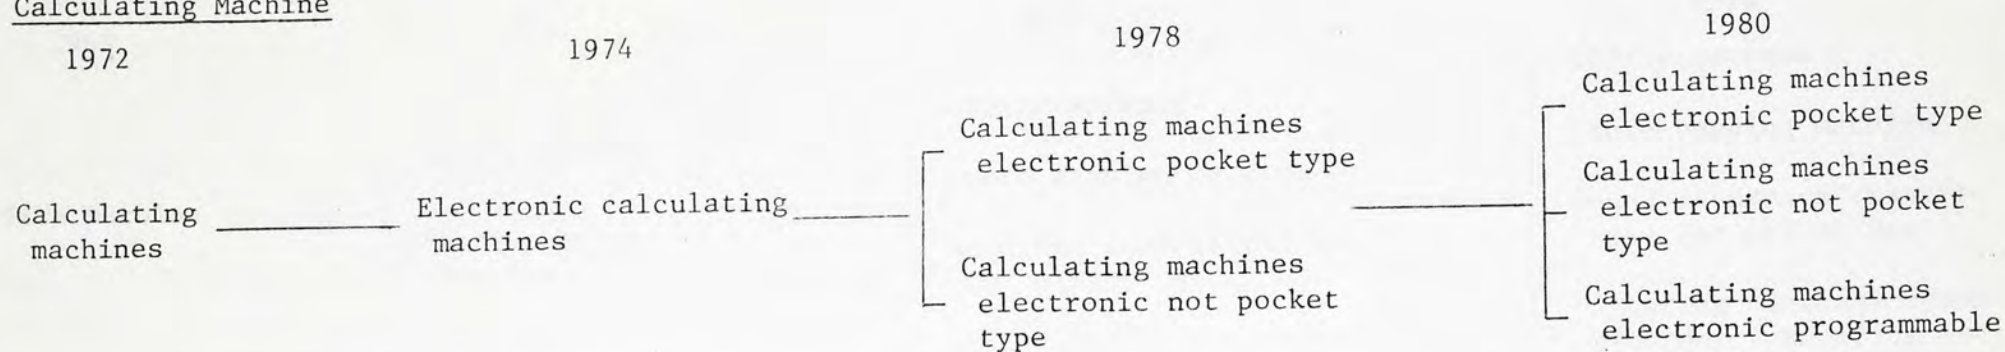 Calculating Machine
1972
1974
1978
1980
Calculating
machines
Electronic calculating
machines
Calculating machines
electronic pocket type
Calculating machines
electronic not pocket
type
Calculating machines
electronic pocket type
Calculating machines
electronic not pocket
type
Calculating machines
electronic programmable